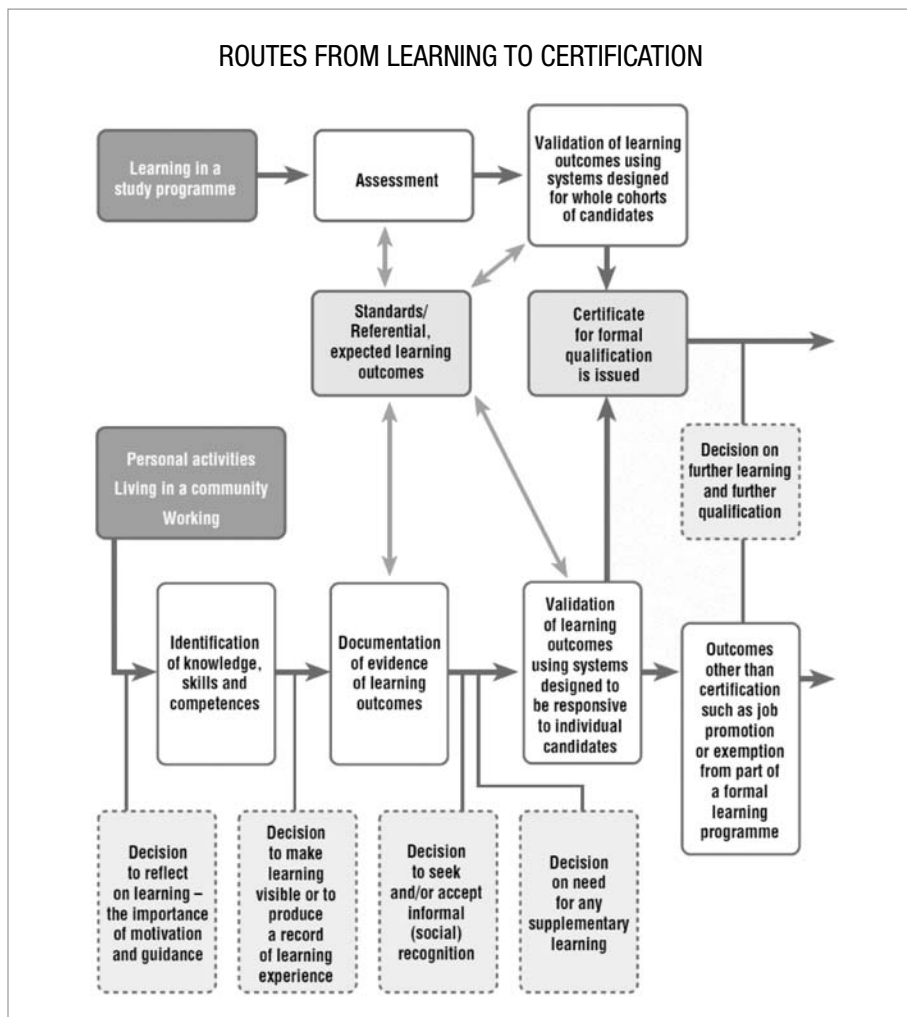 ROUTES FROM LEARNING TO CERTIFICATION
Learning in a
study programme
Assessment
Validation of learning
outcomes using
systems designed
for whole cohorts
of candidates
Standards/
Referential,
expected learning
outcomes
Certificate
for formal
qualification
is issued
Personal activities
Living in a community
Working
Decision on
further learning
and further
qualification
Identification
of knowledge,
skills and
competences
Documentation
of evidence
of learning
outcomes
Validation
of learning
outcomes
using systems
designed to
be responsive
to individual
candidates
Outcomes
other than
certification
such as job
promotion
or exemption
from part of
a formal
learning
programme
Decision
to reflect
on learning –
the importance
of motivation
and guidance
Decision
to make
learning
visible or to
produce
a record
of learning
experience
Decision
to seek
and/or accept
informal
(social)
recognition
Decision
on need
for any
supplementary
learning